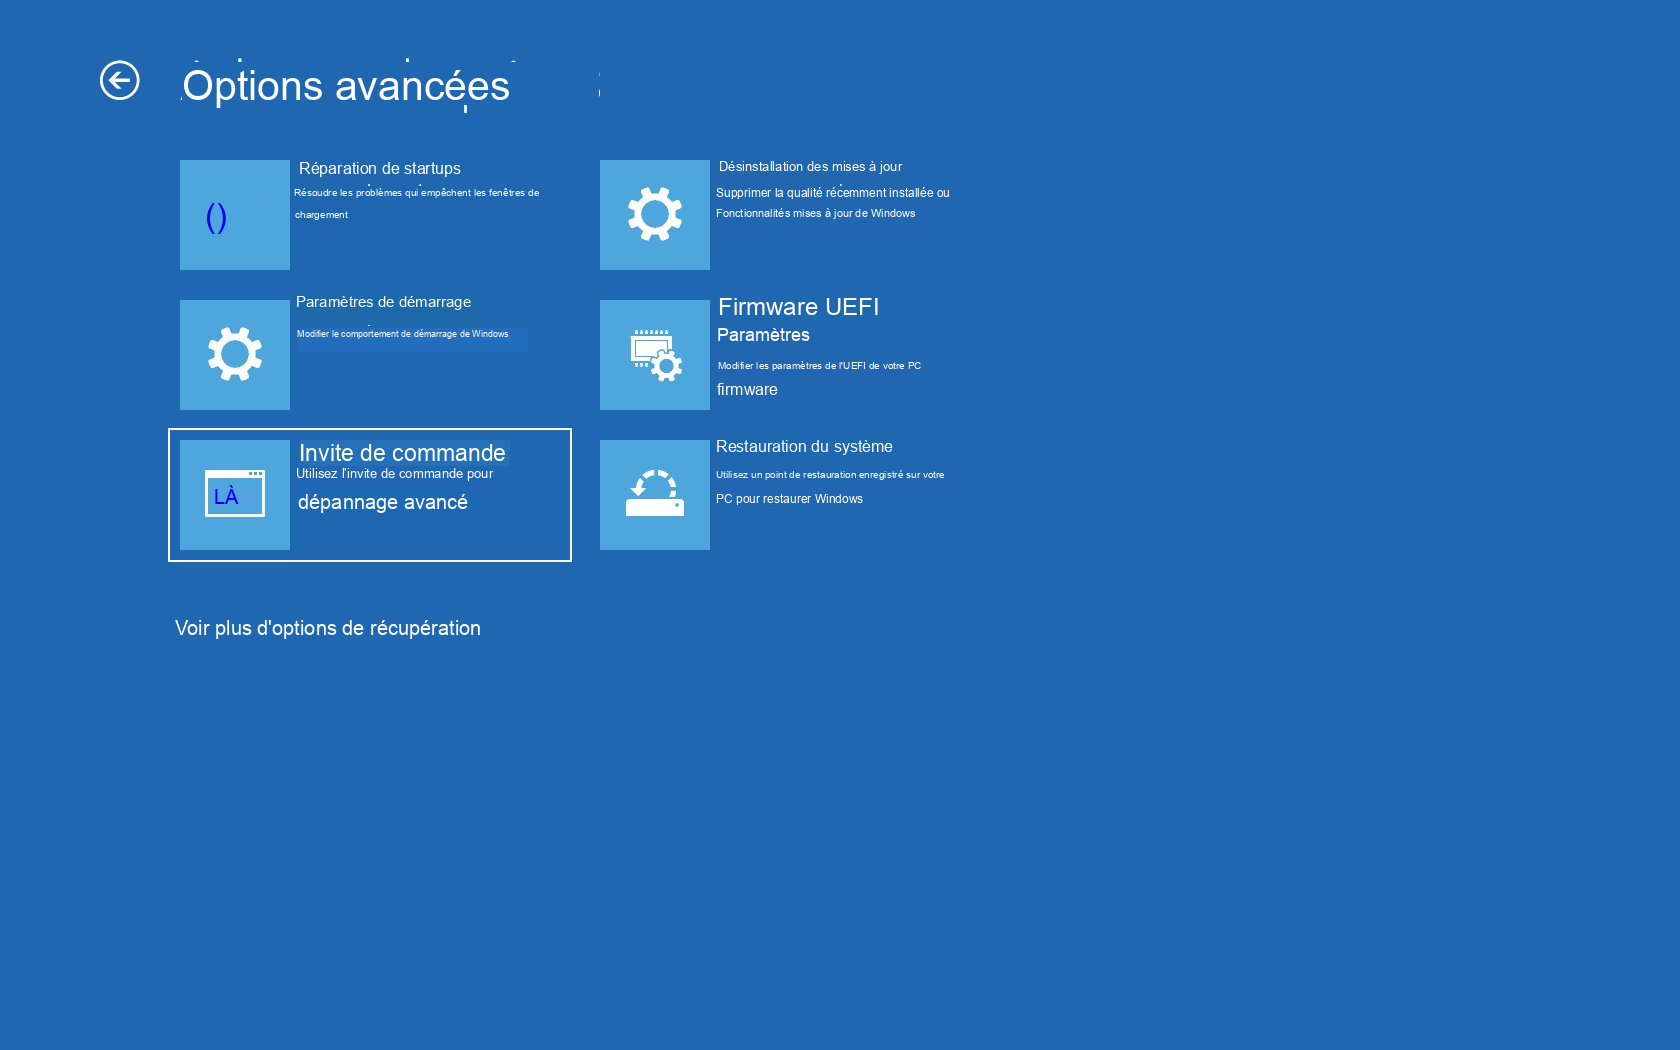 Options avancées
Réparation de startups
Résoudre les problèmes qui empêchent les fenêtres de
chargement
()
Désinstallation des mises à jour
Supprimer la qualité récemment installée ou
Fonctionnalités mises à jour de Windows
Paramètres de démarrage
Modifier le comportement de démarrage de Windows
Firmware UEFI
Paramètres
Modifier les paramètres de l'UEFI de votre PC
firmware
Invite de commande
Utilisez l'invite de commande pour
dépannage avancé
LÀ
Restauration du système
Utilisez un point de restauration enregistré sur votre
PC pour restaurer Windows
Voir plus d'options de récupération